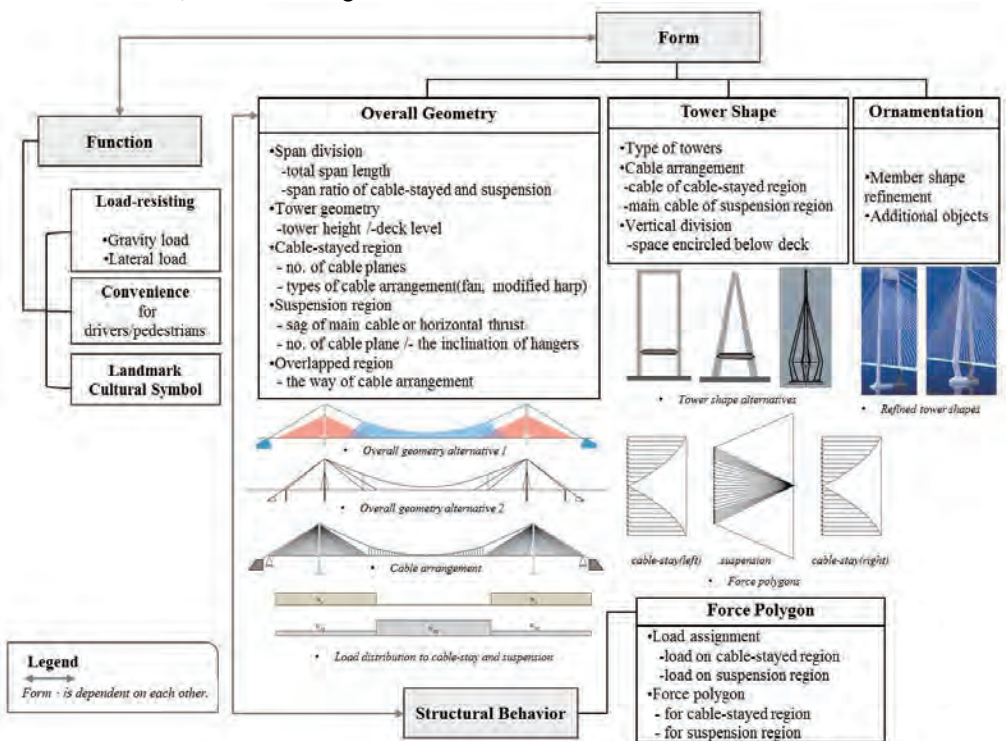 Form
Function
Load-resisting
•Gravity load
•Lateral load
Convenience
for
drivers/pedestrians
Landmark
Cultural Symbol
Overall Geometry
•Span division
-total span length
-span ratio of cable-stayed and suspension
•Tower geometry
-tower height /-deck level
•Cable-stayed region
- no. of cable planes
- types of cable arrangement(fan, modified harp)
•Suspension region
- sag of main cable or horizontal thrust
- no. of cable plane /- the inclination of hangers
•Overlapped region
- the way of cable arrangement
Tower Shape
•Type of towers
•Cable arrangement
-cable of cable-stayed region
-main cable of suspension region
•Vertical division
-space encircled below deck
Ornamentation
•Member shape
refinement
•Additional objects
• Tower shape alternatives
• Refined tower shapes
• Overall geometry alternative 1
• Overall geometry alternative 2
• Cable arrangement
• Load distribution to cable-stay and suspension
cable-stay(left) suspension cable-stay(right)
• Force polygons
Force Polygon
•Load assignment
-load on cable-stayed region
-load on suspension region
•Force polygon
- for cable-stayed region
- for suspension region
Structural Behavior
Legend
Form · is dependent on each other.